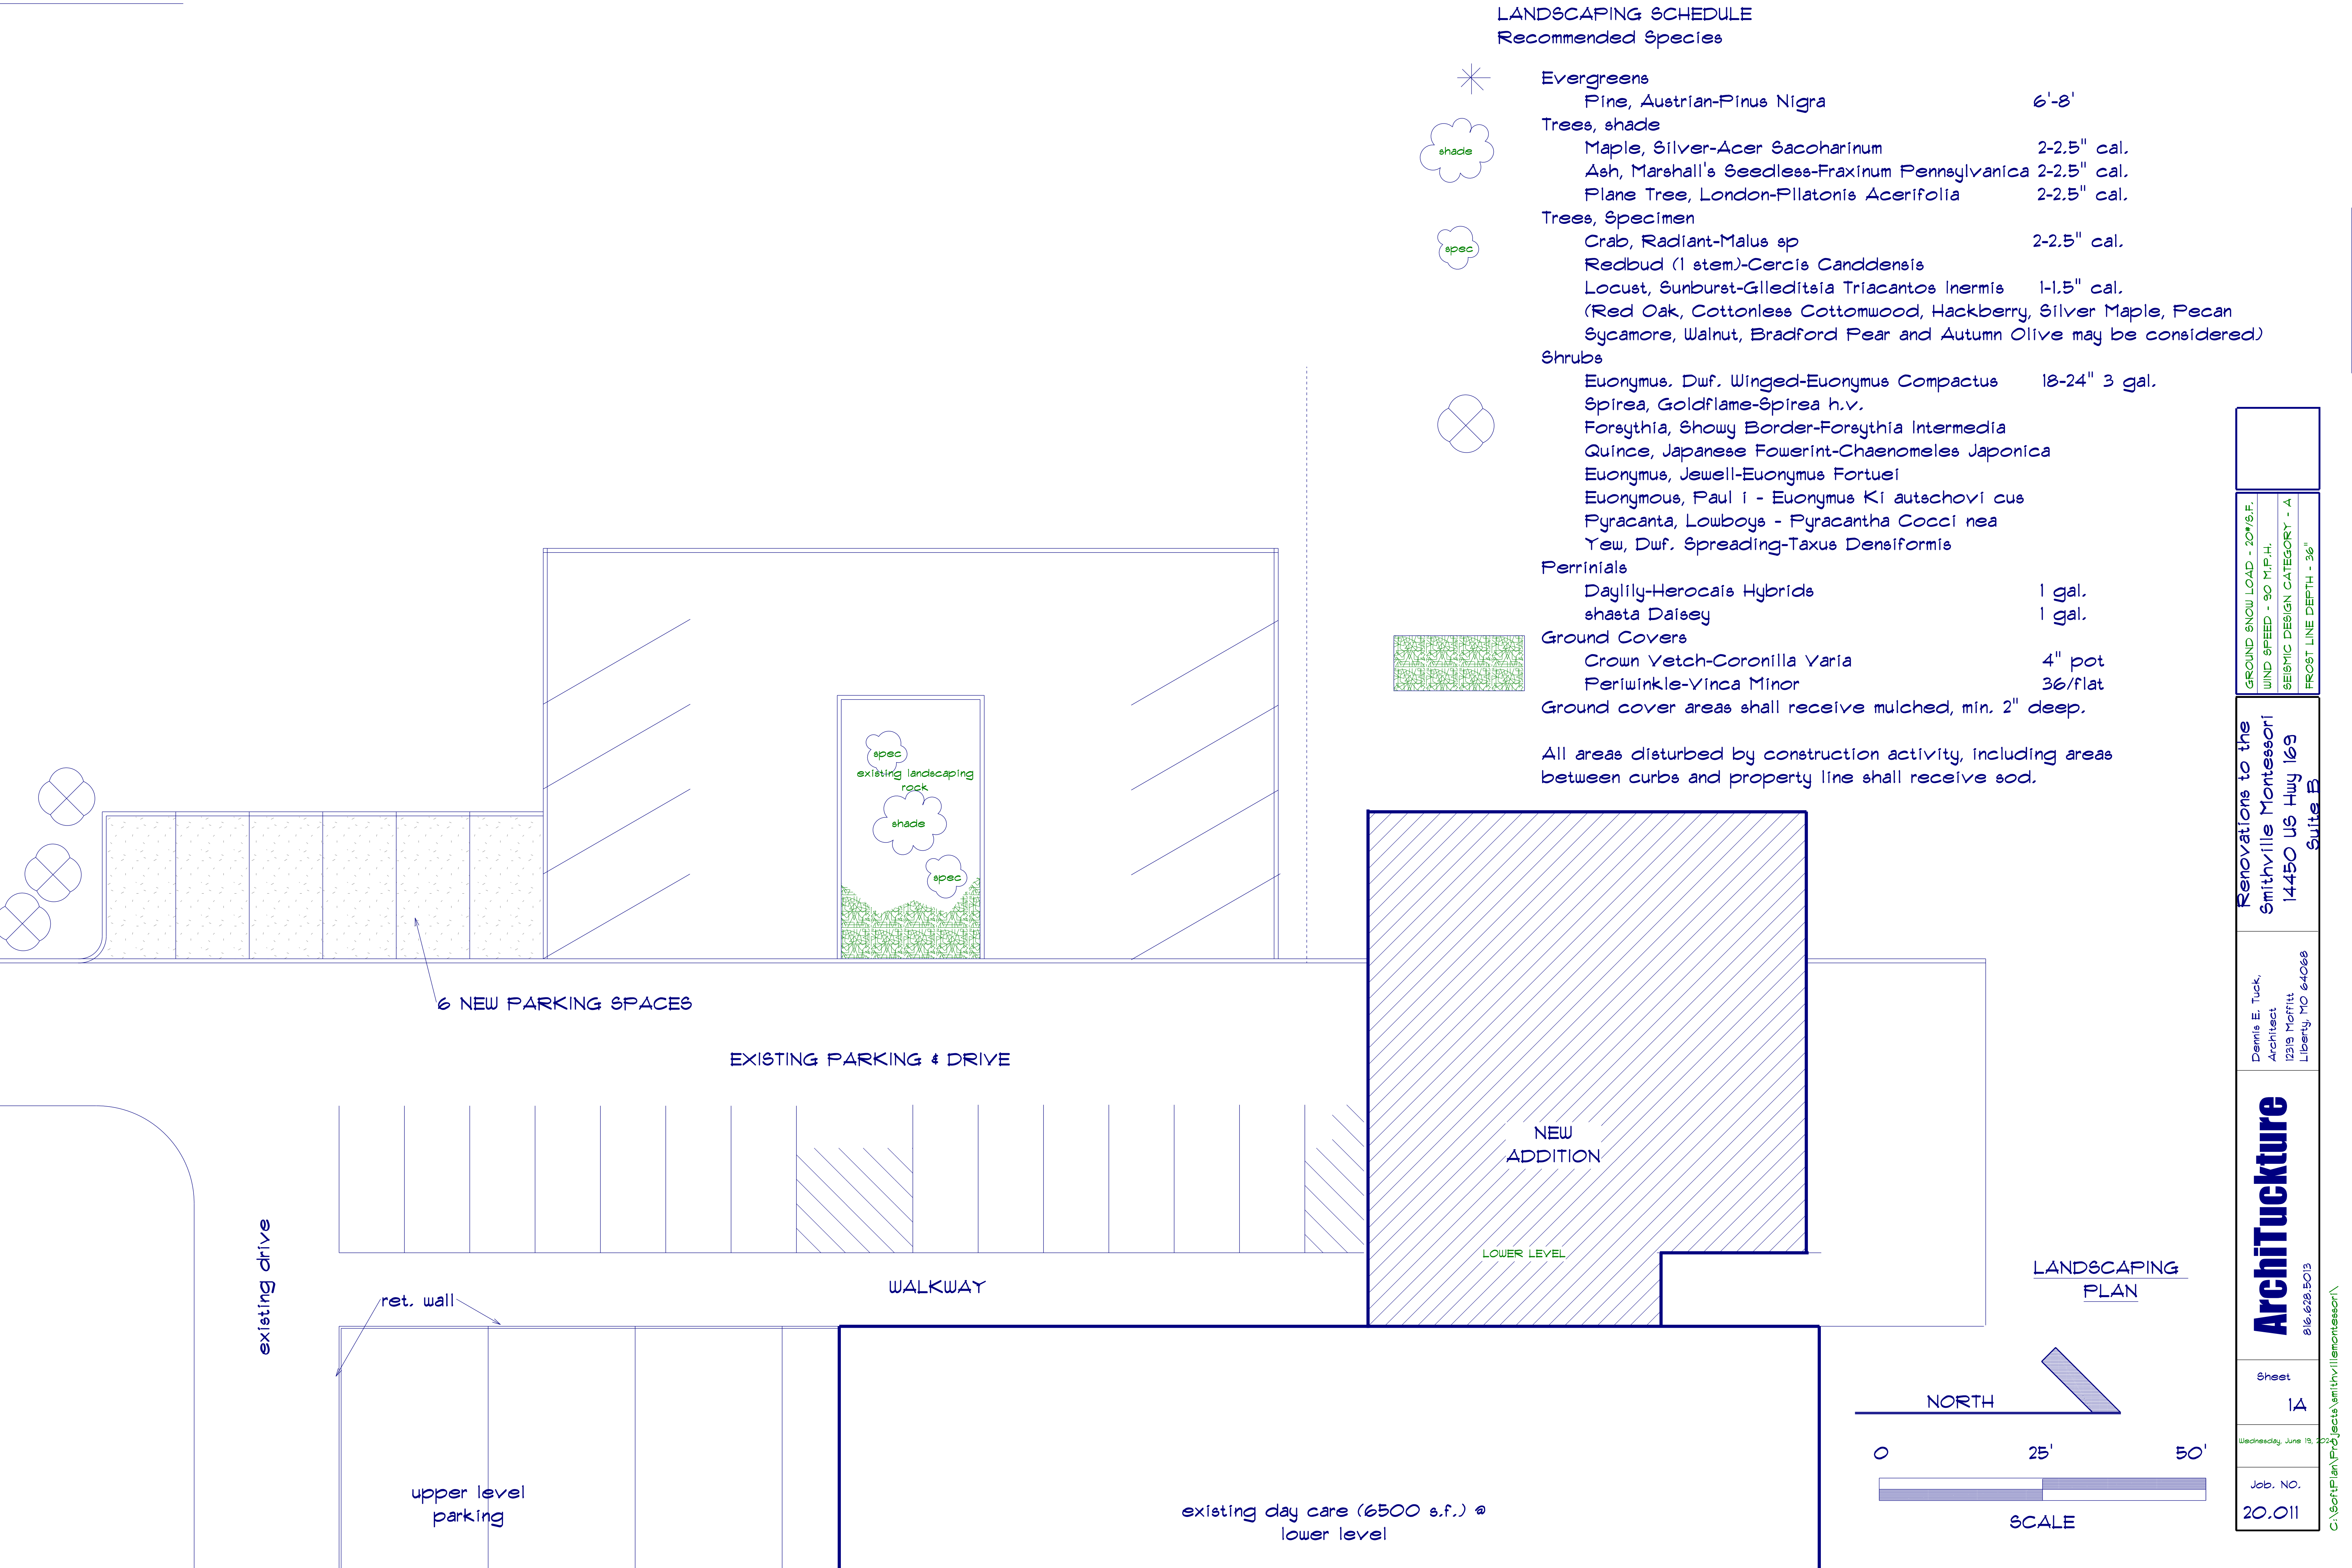 LANDSCAPING SCHEDULE
Recommended Species
Evergreens
Pine, Austrian-Pinus Nigra 6'-8'
Trees, shade
shade
Maple, Silver-Acer Sacoharinum 2-2.5" cal.
Ash, Marshall's Seedless-Fraxinum Pennsylvanica 2-2.5" cal.
Plane Tree, London-Pllatonis Acerifolia 2-2.5" cal.
Trees, Specimen
spec
Crab, Radiant-Malus sp 2-2.5" cal.
Redbud (1 stem)-Cercis Canddensis
Locust, Sunburst-Glleditsia Triacantos Inermis 1-1.5" cal.
(Red Oak, Cottonless Cottomwood, Hackberry, Silver Maple, Pecan
Sycamore, Walnut, Bradford Pear and Autumn Olive may be considered)
Shrubs
Euonymus. Dwf. Winged-Euonymus Compactus 18-24" 3 gal.
Spirea, Goldflame-Spirea h.v.
Forsythia, Showy Border-Forsythia Intermedia
Quince, Japanese Fowerint-Chaenomeles Japonica
Euonymus, Jewell-Euonymus Fortuei
Euonymous, Paul i - Euonymus Ki autschovi cus
Pyracanta, Lowboys - Pyracantha Cocci nea
Yew, Dwf. Spreading-Taxus Densiformis
Perrinials
Daylily-Herocais Hybrids 1 gal.
shasta Daisey 1 gal.
Ground Covers
Crown Vetch-Coronilla Varia 4" pot
Periwinkle-Vinca Minor 36/flat
Ground cover areas shall receive mulched, min. 2" deep.
All areas disturbed by construction activity, including areas
between curbs and property line shall receive sod.
spec
existing landscaping
rock
shade
spec
6 NEW PARKING SPACES
EXISTING PARKING & DRIVE
NEW
ADDITION
LOWER LEVEL
existing drive
WALKWAY
ret. wall
upper level
parking
existing day care (6500 s.f.) @
lower level
LANDSCAPING
PLAN
NORTH
0 25' 50'
SCALE
GROUND SNOW LOAD - 20#/S.F.
WIND SPEED - 90 M.P.H.
SEISMIC DESIGN CATEGORY - A
FROST LINE DEPTH - 36"
Renovations to the
Smithville Montessori
14450 US Hwy 169
Suite B
Dennis E. Tuck,
Architect
12319 Moffitt
Liberty, MO 64068
ArchiTuckture
816.628.5013
Sheet
1A
Wednesday, June 19, 2024
Job. NO.
20.011
C:\SoftPlan\Projects\smithvillemontessori\